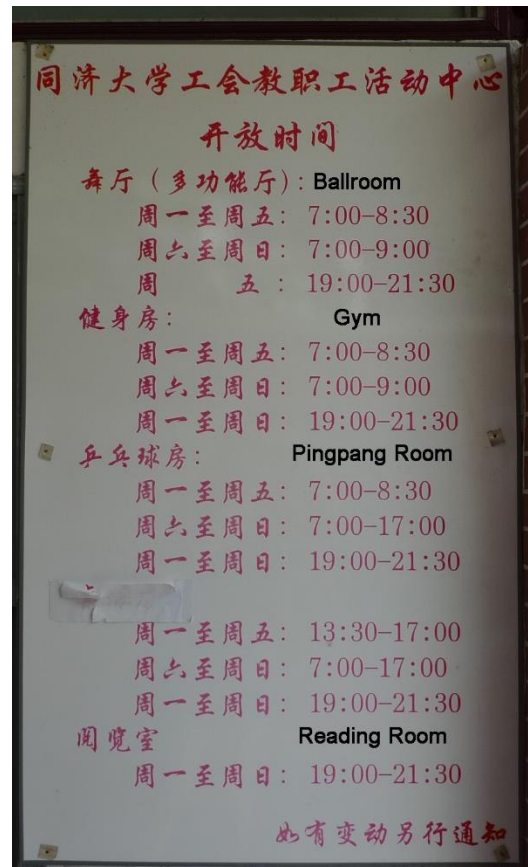 同济大学工会教职工活动中心
开放时间
舞厅（多功能厅）: Ballroom
周一至周五: 7:00-8:30
周六至周日: 7:00-9:00
周 五: 19:00-21:30
健身房: Gym
周一至周五: 7:00-8:30
周六至周日: 7:00-9:00
周一至周日: 19:00-21:30
乒乓球房: Pingpang Room
周一至周五: 7:00-8:30
周六至周日: 7:00-17:00
周一至周日: 19:00-21:30
周一至周五: 13:30-17:00
周六至周日: 7:00-17:00
周一至周日: 19:00-21:30
阅览室 Reading Room
周一至周日: 19:00-21:30
如有变动另行通知